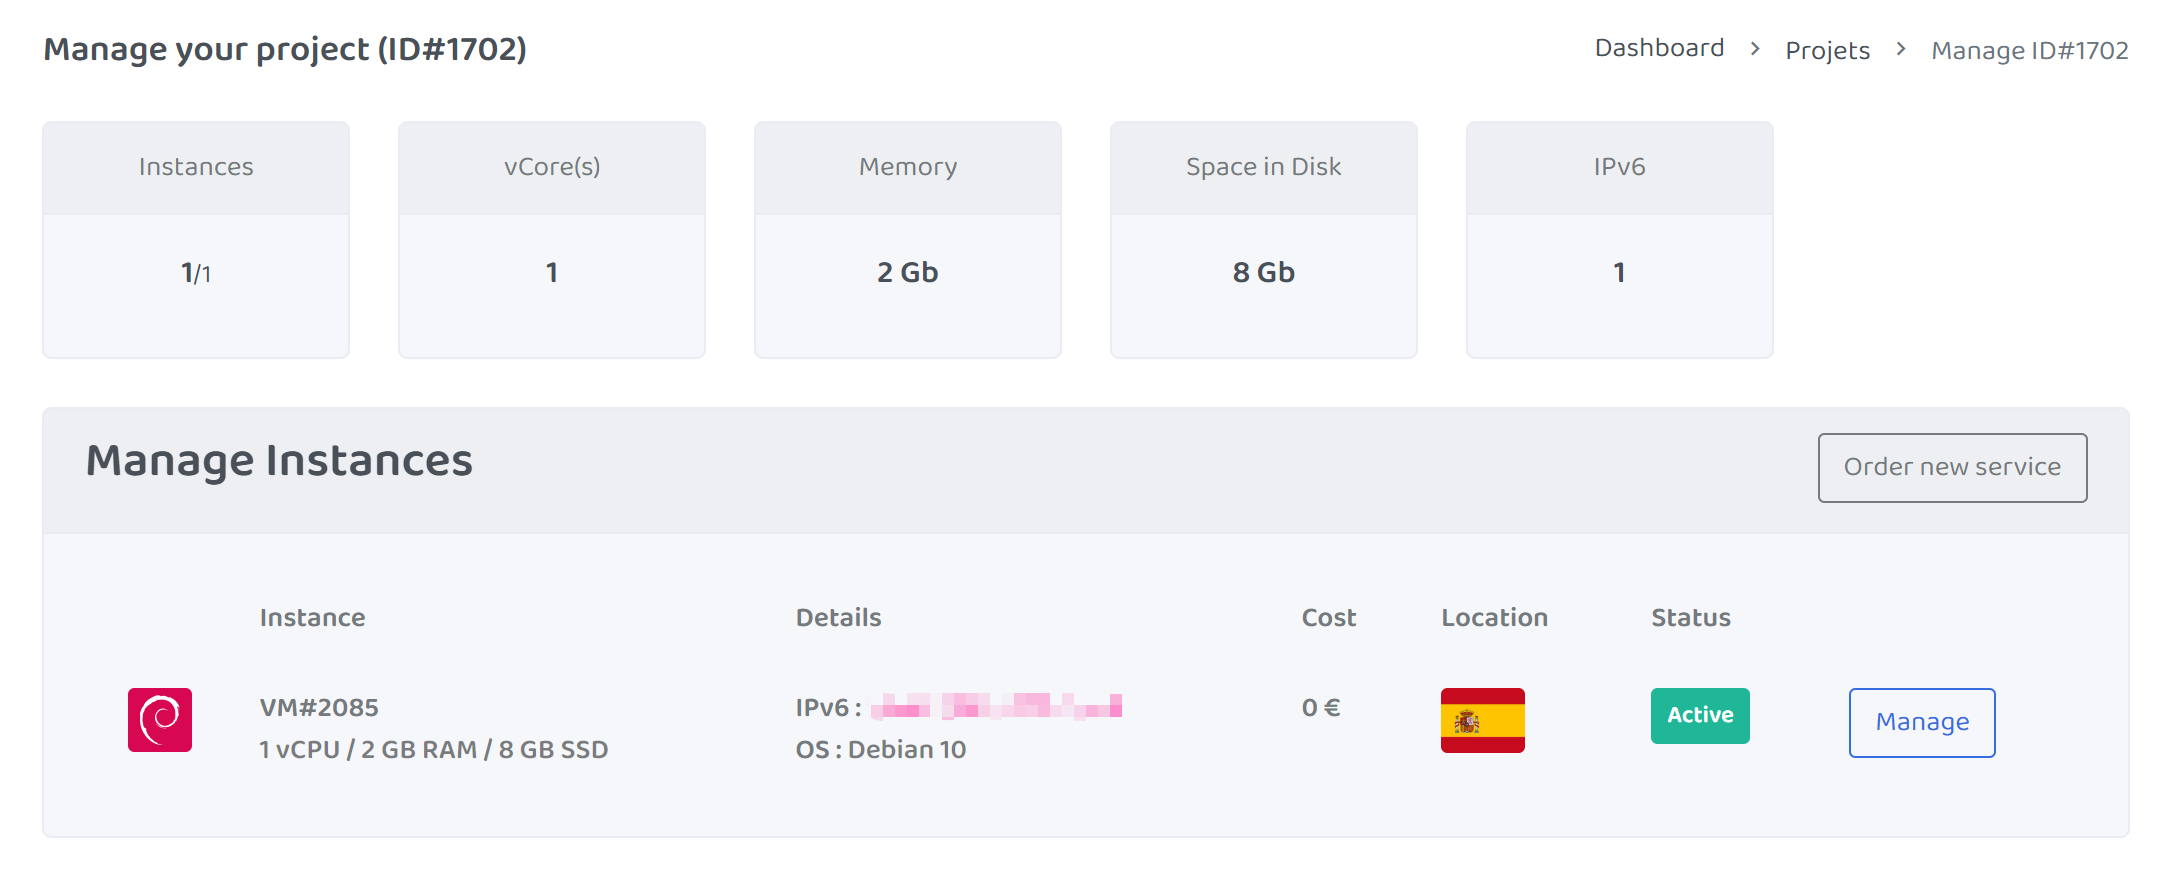 Manage your project (ID#1702)
Dashboard > Projets > Manage ID#1702
Instances
1/1
vCore(s)
1
Memory
2 Gb
Space in Disk
8 Gb
IPv6
1
Manage Instances
Order new service
Instance Details Cost Location Status
VM#2085 IPv6 : 0 € Active Manage
1 vCPU / 2 GB RAM / 8 GB SSD OS : Debian 10